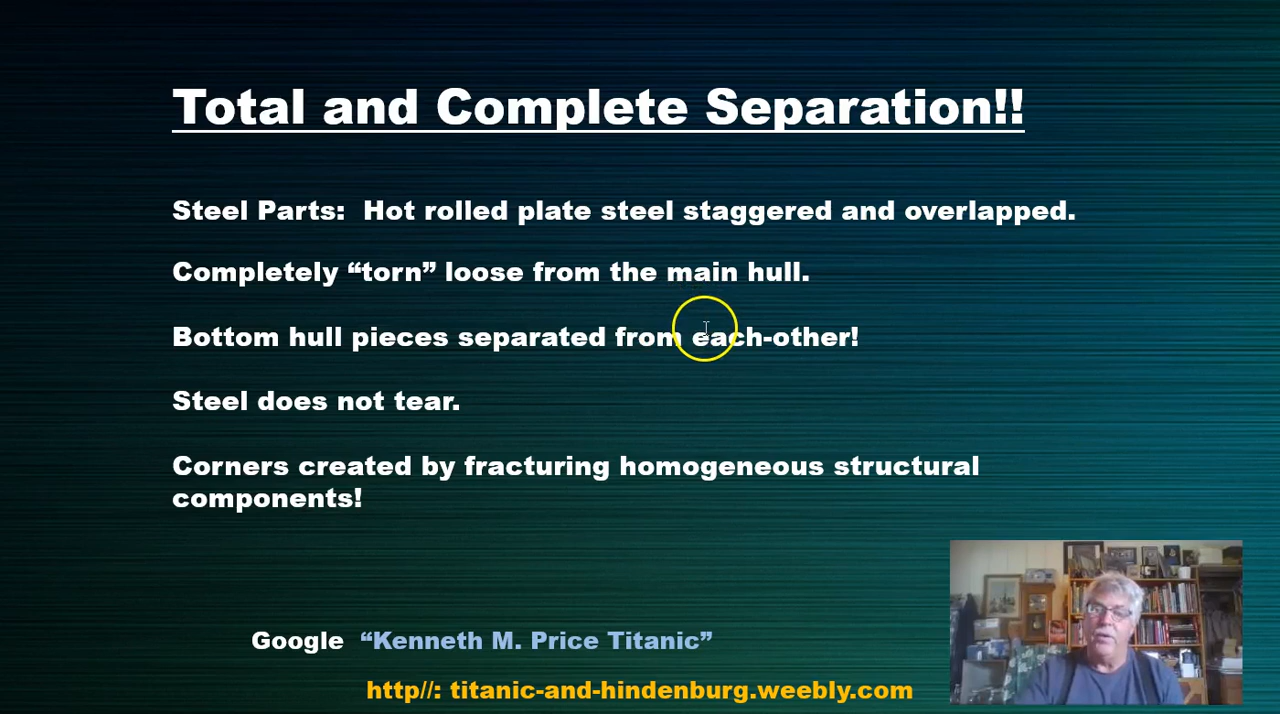 Total and Complete Separation!!
Steel Parts:  Hot rolled plate steel staggered and overlapped.
Completely “torn” loose from the main hull.
Bottom hull pieces separated from each-other!
Steel does not tear.
Corners created by fracturing homogeneous structural
components!
Google  “Kenneth M. Price Titanic”
http//: titanic-and-hindenburg.weebly.com